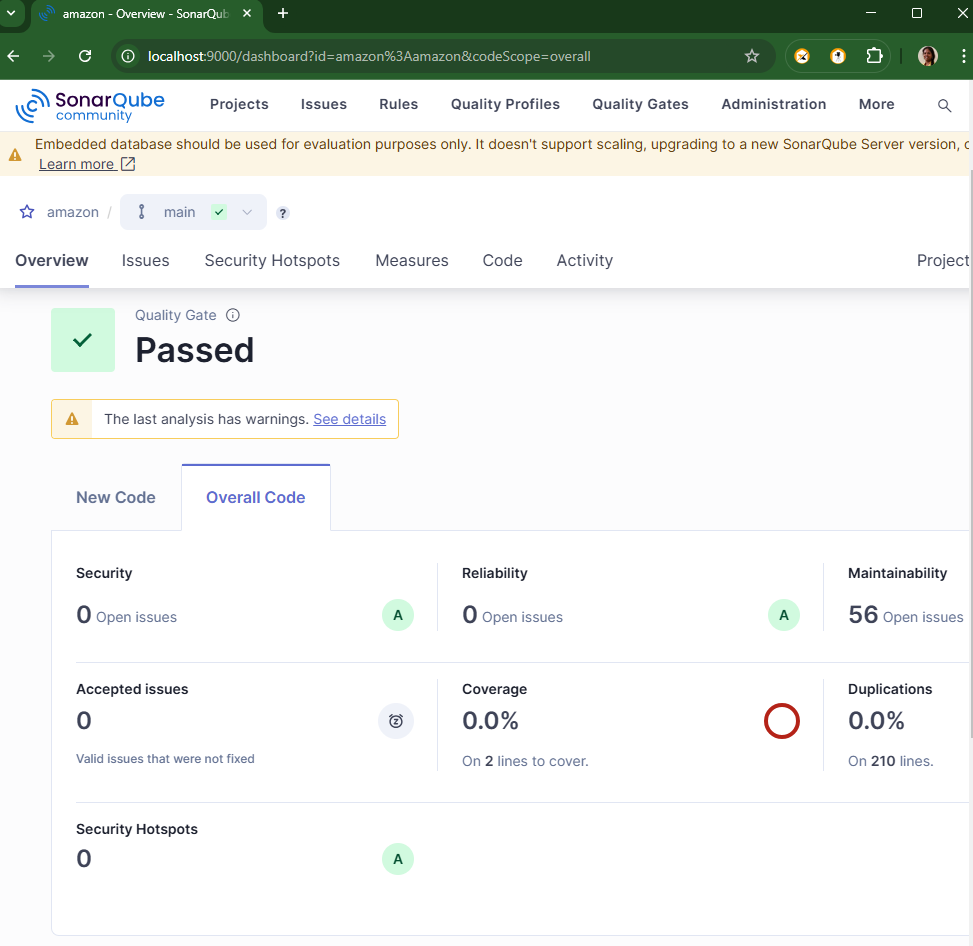 amazon - Overview - SonarQub
localhost:9000/dashboard?id=amazon%3Aamazon&codeScope=overall
SonarQube
community
Projects Issues Rules Quality Profiles Quality Gates Administration More
Embedded database should be used for evaluation purposes only. It doesn't support scaling, upgrading to a new SonarQube Server version,
Learn more
amazon / main ?
Overview Issues Security Hotspots Measures Code Activity Project
Quality Gate
Passed
The last analysis has warnings. See details
New Code Overall Code
Security Reliability Maintainability
0 Open issues A 0 Open issues A 56 Open issues
Accepted issues Coverage Duplications
0 0.0% 0.0%
Valid issues that were not fixed On 2 lines to cover. On 210 lines.
Security Hotspots
0 A